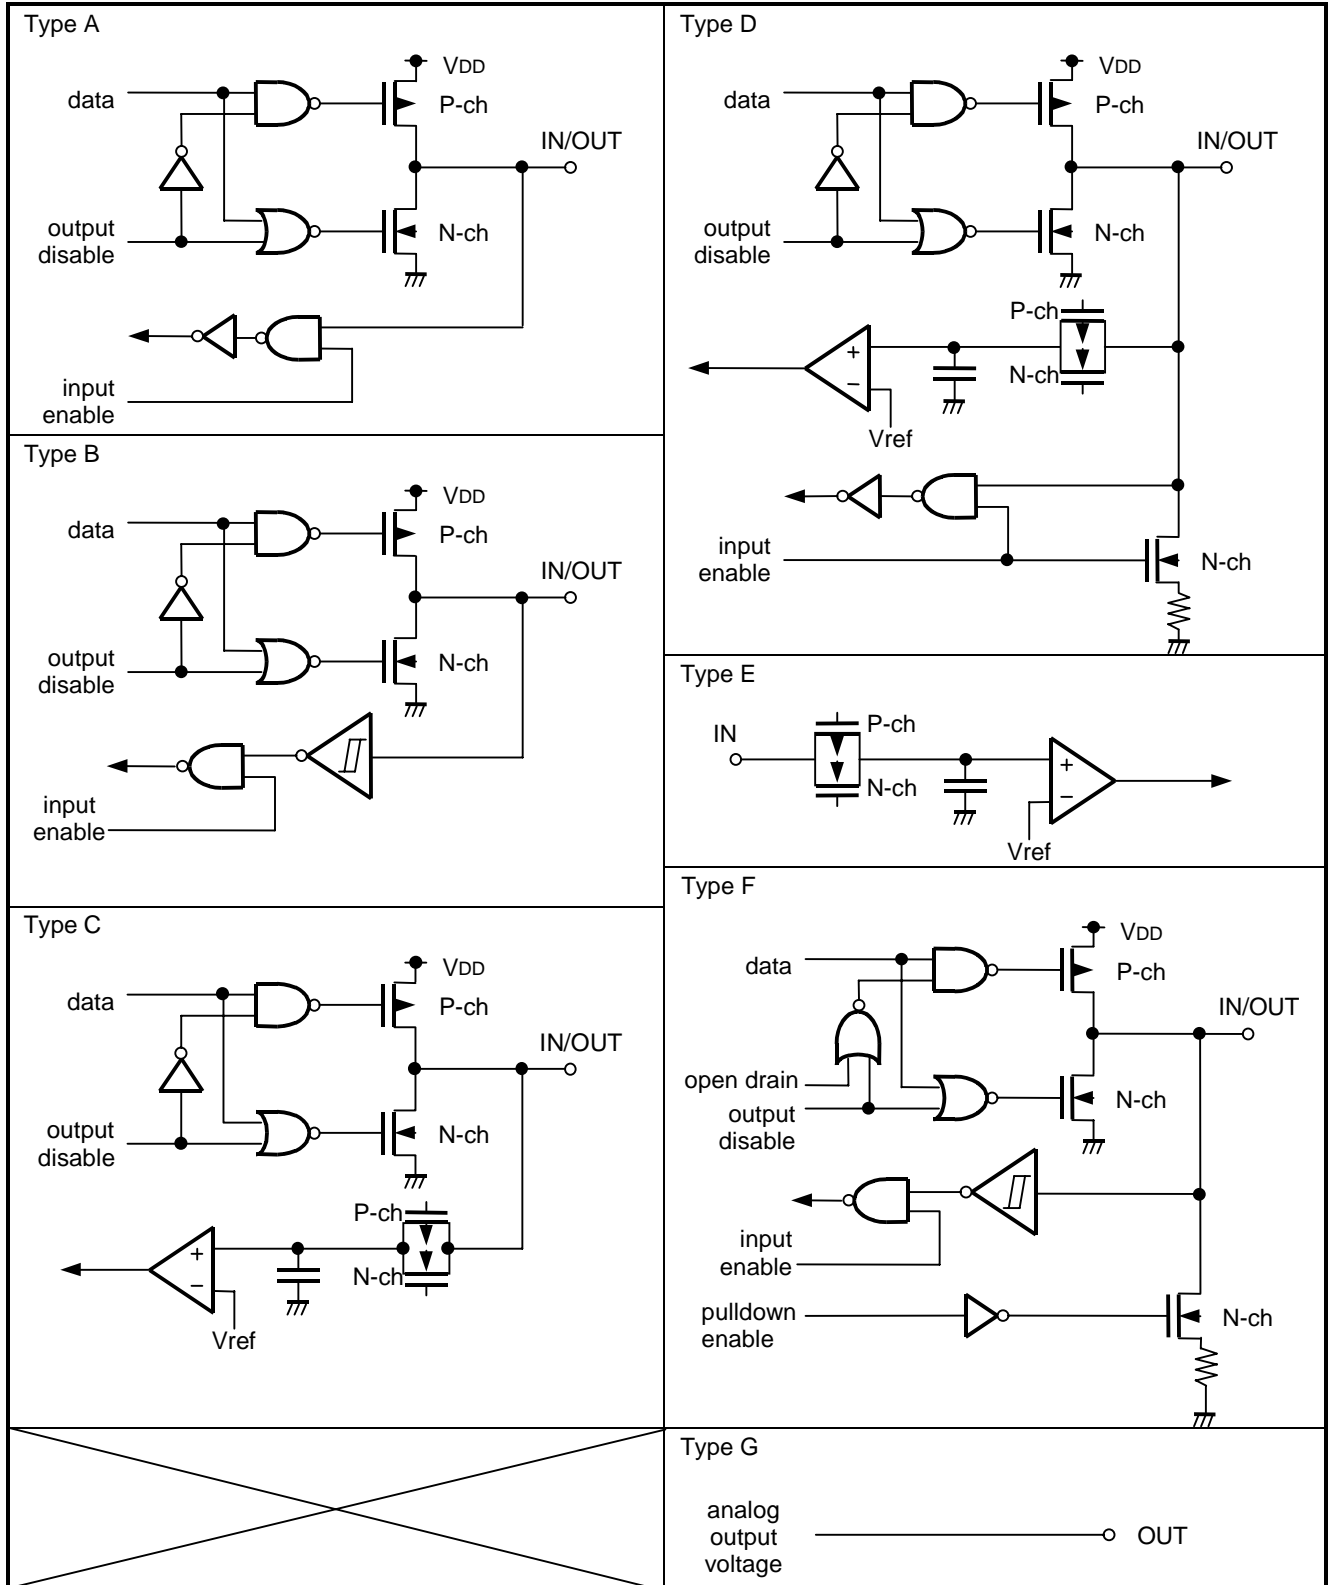 Type A
VDD
data
P-ch
IN/OUT
output
disable
N-ch
input
enable
Type B
VDD
data
P-ch
IN/OUT
output
disable
N-ch
input
enable
Type C
VDD
data
P-ch
IN/OUT
output
disable
N-ch
P-ch
+
−
N-ch
Vref
Type D
VDD
data
P-ch
IN/OUT
output
disable
N-ch
P-ch
+
−
N-ch
Vref
input
enable
N-ch
Type E
IN
P-ch
N-ch
+
−
Vref
Type F
VDD
data
P-ch
IN/OUT
open drain
output
disable
N-ch
input
enable
pulldown
enable
N-ch
Type G
analog
output
voltage
OUT